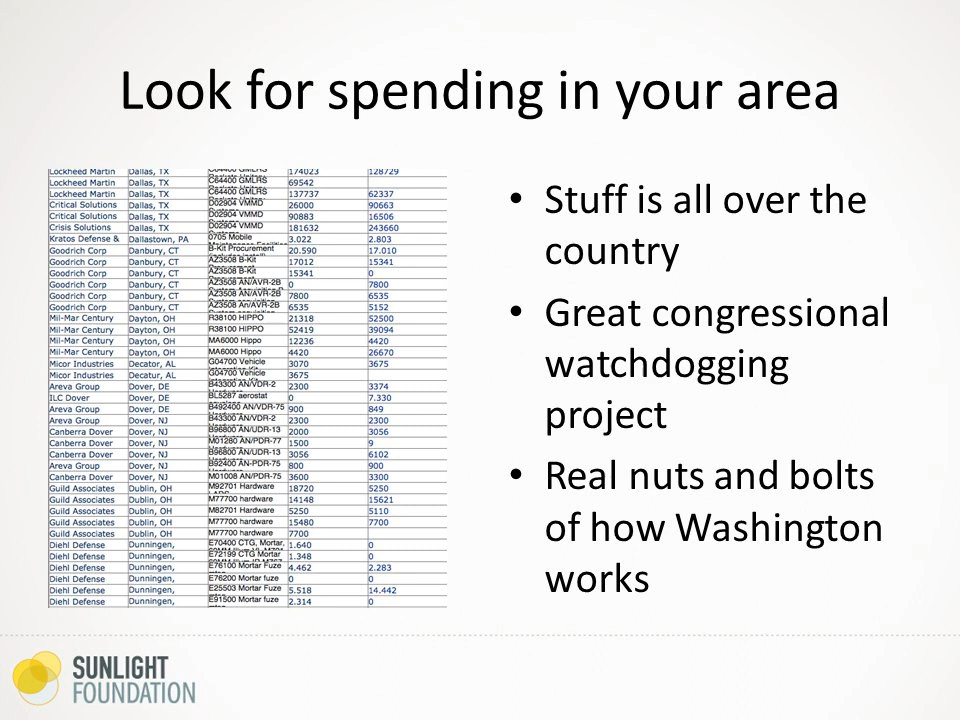 Look for spending in your area
Lockheed Martin Dallas, TX C64400 GMLRS 174023 128729
Lockheed Martin Dallas, TX C64400 GMLRS 69542
Lockheed Martin Dallas, TX C64400 GMLRS 137737 62337
Critical Solutions Dallas, TX D02904 VMMD 26000 90663
Critical Solutions Dallas, TX D02904 VMMD 90883 16506
Crisis Solutions Dallas, TX D02904 VMMD 181632 243660
Kratos Defense & Dallastown, PA 0705 Mobile 3.022 2.803
Goodrich Corp Danbury, CT B-Kit Procurement 20.590 17.010
Goodrich Corp Danbury, CT AZ3508 B-Kit 17012 15341
Goodrich Corp Danbury, CT AZ3508 B-Kit 15341 0
Goodrich Corp Danbury, CT AZ3508 AN/AVR-2B 0 7800
Goodrich Corp Danbury, CT AZ3508 AN/AVR-2B 7800 6535
Goodrich Corp Danbury, CT AZ3508 An/AVR-2B 6535 5152
Mil-Mar Century Dayton, OH R38100 HIPPO 21318 52500
Mil-Mar Century Dayton, OH R38100 HIPPO 52419 39094
Mil-Mar Century Dayton, OH MA6000 Hippo 12236 4420
Mil-Mar Century Dayton, OH MA6000 Hippo 4420 26670
Micor Industries Decatur, AL G04700 Vehicle 3070 3675
Micor Industries Decatur, AL G04700 Vehicle 3675
Areva Group Dover, DE B43300 AN/VDR-2 2300 3374
ILC Dover Dover, DE BL5287 aerostat 0 7.330
Areva Group Dover, DE B492400 AN/VDR-75 900 849
Areva Group Dover, NJ B43300 AN/VDR-2 2300 2300
Canberra Dover Dover, NJ B96800 AN/UDR-13 2000 3056
Canberra Dover Dover, NJ M01280 AN/PDR-77 1500 9
Canberra Dover Dover, NJ B96800 AN/UDR-13 3056 6102
Areva Group Dover, NJ B92400 AN-PDR-75 800 900
Canberra Dover Dover, NJ M01008 AN/PDR-75 3600 3300
Guild Associates Dublin, OH M92701 Hardware 18720 5250
Guild Associates Dublin, OH M77700 hardware 14148 15621
Guild Associates Dublin, OH M82701 Hardware 5250 5110
Guild Associates Dublin, OH M77700 hardware 15480 7700
Guild Associates Dublin, OH M77700 hardware 7700
Diehl Defense Dunningen, E70400 CTG, Mortar, 1.640 0
Diehl Defense Dunningen, E72199 CTG Mortar 1.348 0
Diehl Defense Dunningen, E76100 Mortar Fuze 4.462 2.283
Diehl Defense Dunningen, E76200 Mortar fuze 0 0
Diehl Defense Dunningen, E25503 Mortar Fuze 5.518 14.442
Diehl Defense Dunningen, E91500 Mortar fuze 2.314 0
• Stuff is all over the
country
• Great congressional
watchdogging
project
• Real nuts and bolts
of how Washington
works
SUNLIGHT
FOUNDATION